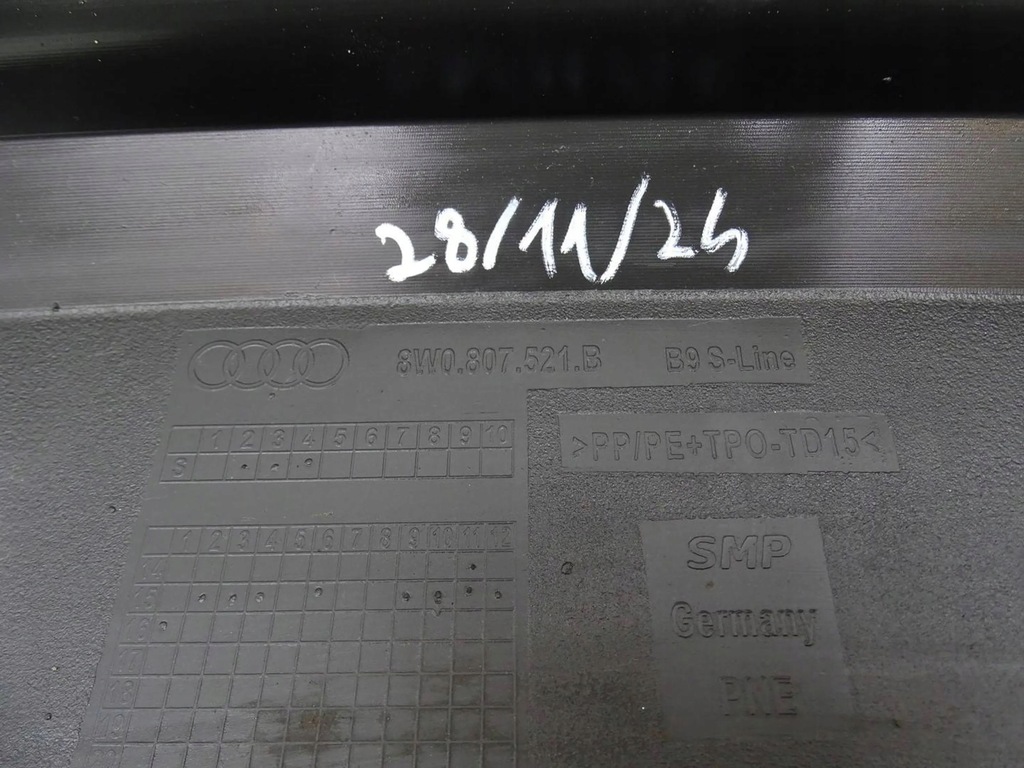 28/11/25
8W0.807.521.B B9 S-Line
>PP/PE+TPO-TD15<
1 2 3 4 5 6 7 8 9 10
S
1 2 3 4 5 6 7 8 9 10 11 12
14
15
16
17
18
19
SMP
Germany
PNE